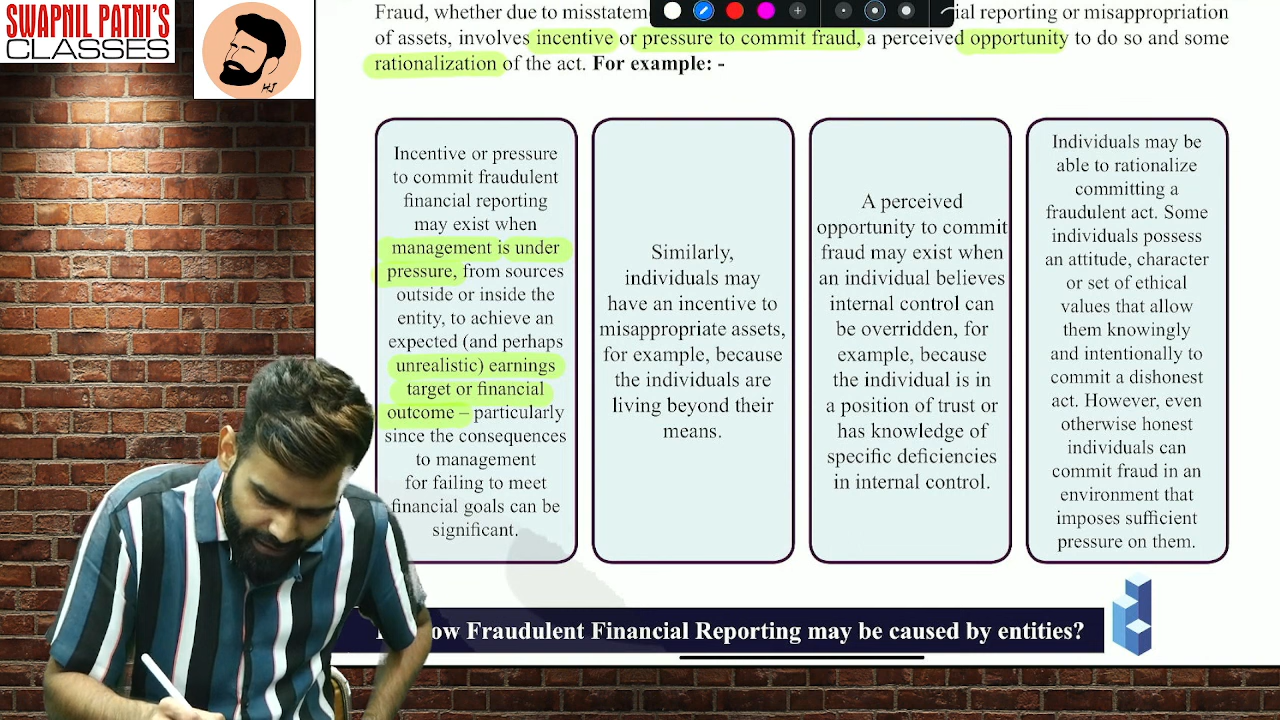 SWAPNIL PATNI'S
CLASSES
Fraud, whether due to misstatem ial reporting or misappropriation
of assets, involves incentive or pressure to commit fraud, a perceived opportunity to do so and some
rationalization of the act. For example: -
Incentive or pressure
to commit fraudulent
financial reporting
may exist when
management is under
pressure, from sources
outside or inside the
entity, to achieve an
expected (and perhaps
unrealistic) earnings
target or financial
outcome – particularly
since the consequences
to management
for failing to meet
financial goals can be
significant.
Similarly,
individuals may
have an incentive to
misappropriate assets,
for example, because
the individuals are
living beyond their
means.
A perceived
opportunity to commit
fraud may exist when
an individual believes
internal control can
be overridden, for
example, because
the individual is in
a position of trust or
has knowledge of
specific deficiencies
in internal control.
Individuals may be
able to rationalize
committing a
fraudulent act. Some
individuals possess
an attitude, character
or set of ethical
values that allow
them knowingly
and intentionally to
commit a dishonest
act. However, even
otherwise honest
individuals can
commit fraud in an
environment that
imposes sufficient
pressure on them.
ow Fraudulent Financial Reporting may be caused by entities?